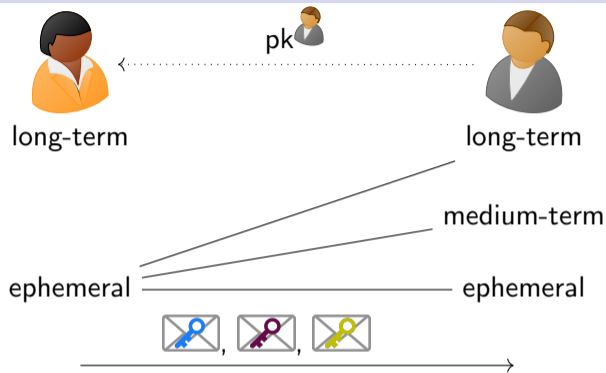 pk
long-term long-term
medium-term
ephemeral ephemeral
, ,